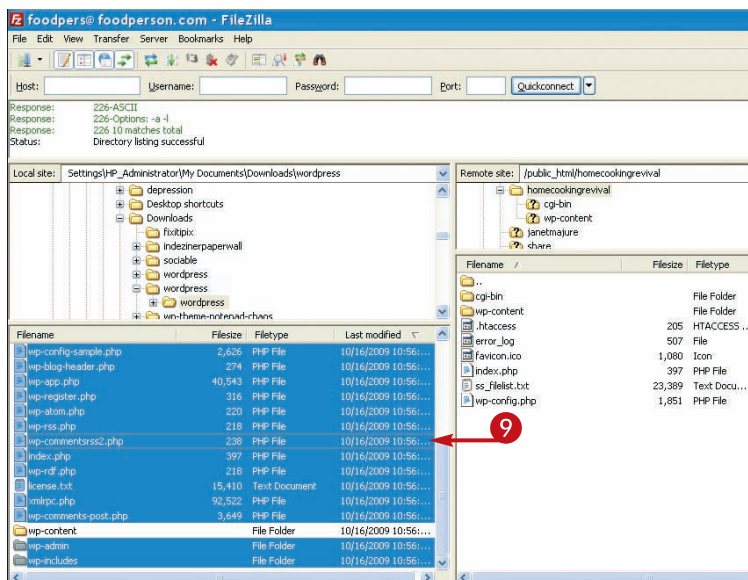 foodpers@foodperson.com - FileZilla
File Edit View Transfer Server Bookmarks Help
Host: Username: Password: Port: Quickconnect
Response: 226-ASCII
Response: 226-Options: -a -l
Response: 226 10 matches total
Status: Directory listing successful
Local site: Settings\HP_Administrator\My Documents\Downloads\wordpress
depression
Desktop shortcuts
Downloads
fixitipix
indezinerpaperwall
sociable
wordpress
wordpress
wordpress
wp-theme-notepad-chaos
Filename Filesize Filetype Last modified
wp-config-sample.php 2,626 PHP File 10/16/2009 10:56:...
wp-blog-header.php 274 PHP File 10/16/2009 10:56:...
wp-app.php 40,543 PHP File 10/16/2009 10:56:...
wp-register.php 316 PHP File 10/16/2009 10:56:...
wp-atom.php 220 PHP File 10/16/2009 10:56:...
wp-rss.php 218 PHP File 10/16/2009 10:56:...
wp-commentsrss2.php 238 PHP File 10/16/2009 10:56:...
index.php 397 PHP File 10/16/2009 10:56:...
wp-rdf.php 218 PHP File 10/16/2009 10:56:...
license.txt 15,410 Text Document 10/16/2009 10:56:...
xmlrpc.php 92,522 PHP File 10/16/2009 10:56:...
wp-comments-post.php 3,649 PHP File 10/16/2009 10:56:...
wp-content File Folder 10/16/2009 10:56:...
wp-admin File Folder 10/16/2009 10:56:...
wp-includes File Folder 10/16/2009 10:56:...
Remote site: /public_html/homecookingrevival
homecookingrevival
cgi-bin
wp-content
janetmajure
share
Filename Filesize Filetype
..
cgi-bin File Folder
wp-content File Folder
.htaccess 205 HTACCESS ...
error_log 507 File
favicon.ico 1,080 Icon
index.php 397 PHP File
ss_filelist.txt 23,389 Text Docu...
wp-config.php 1,851 PHP File
9